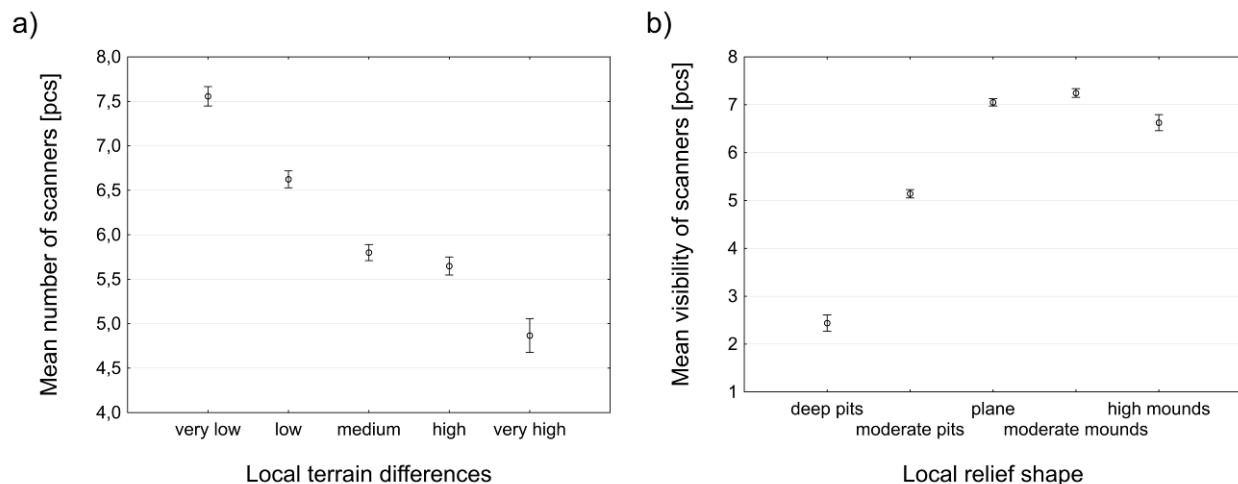 a)
Mean number of scanners [pcs]
8,0
7,5
7,0
6,5
6,0
5,5
5,0
4,5
4,0
very low low medium high very high
Local terrain differences
b)
Mean visibility of scanners [pcs]
8
7
6
5
4
3
2
1
deep pits plane high mounds
moderate pits moderate mounds
Local relief shape